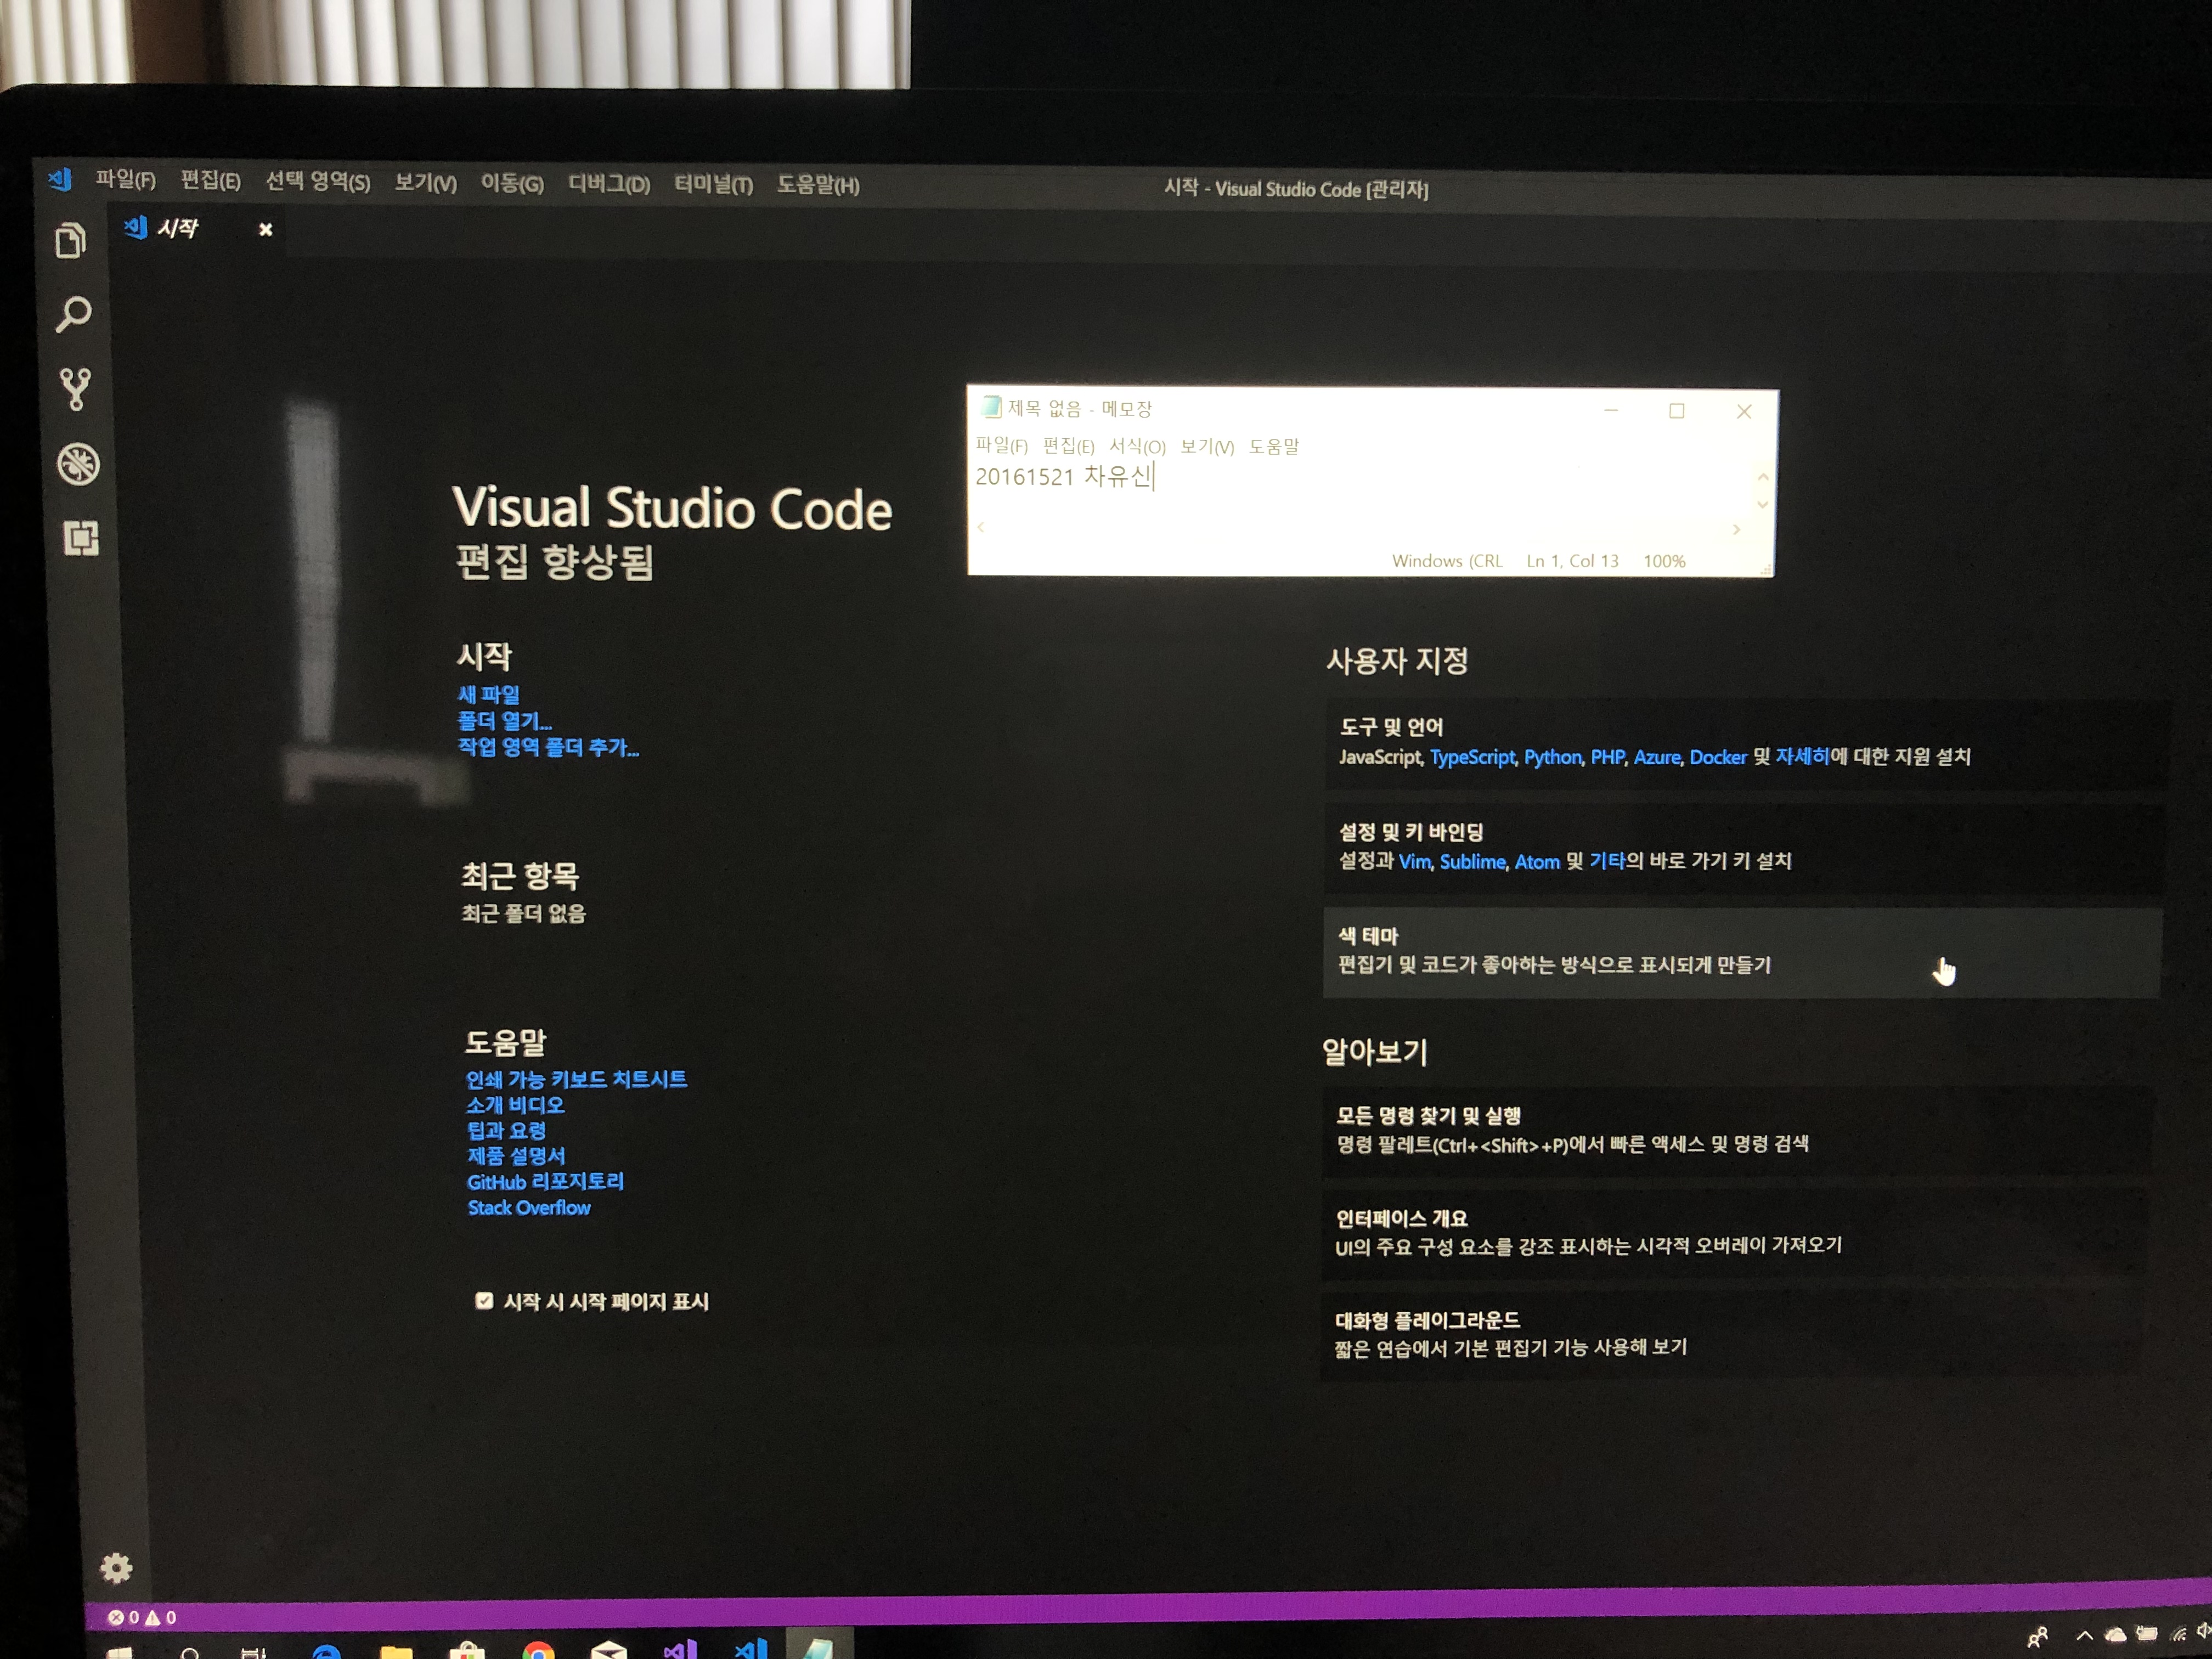 파일(F) 편집(E) 선택 영역(S) 보기(V) 이동(G) 디버그(D) 터미널(T) 도움말(H) 시작 - Visual Studio Code [관리자]
시작
제목 없음 - 메모장
파일(F) 편집(E) 서식(O) 보기(V) 도움말
20161521 차유신
Windows (CRL Ln 1, Col 13 100%
Visual Studio Code
편집 향상됨
시작
새 파일
폴더 열기...
작업 영역 폴더 추가...
최근 항목
최근 폴더 없음
도움말
인쇄 가능 키보드 치트시트
소개 비디오
팁과 요령
제품 설명서
GitHub 리포지토리
Stack Overflow
시작 시 시작 페이지 표시
사용자 지정
도구 및 언어
JavaScript, TypeScript, Python, PHP, Azure, Docker 및 자세히에 대한 지원 설치
설정 및 키 바인딩
설정과 Vim, Sublime, Atom 및 기타의 바로 가기 키 설치
색 테마
편집기 및 코드가 좋아하는 방식으로 표시되게 만들기
알아보기
모든 명령 찾기 및 실행
명령 팔레트(Ctrl+<Shift>+P)에서 빠른 액세스 및 명령 검색
인터페이스 개요
UI의 주요 구성 요소를 강조 표시하는 시각적 오버레이 가져오기
대화형 플레이그라운드
짧은 연습에서 기본 편집기 기능 사용해 보기
0 0